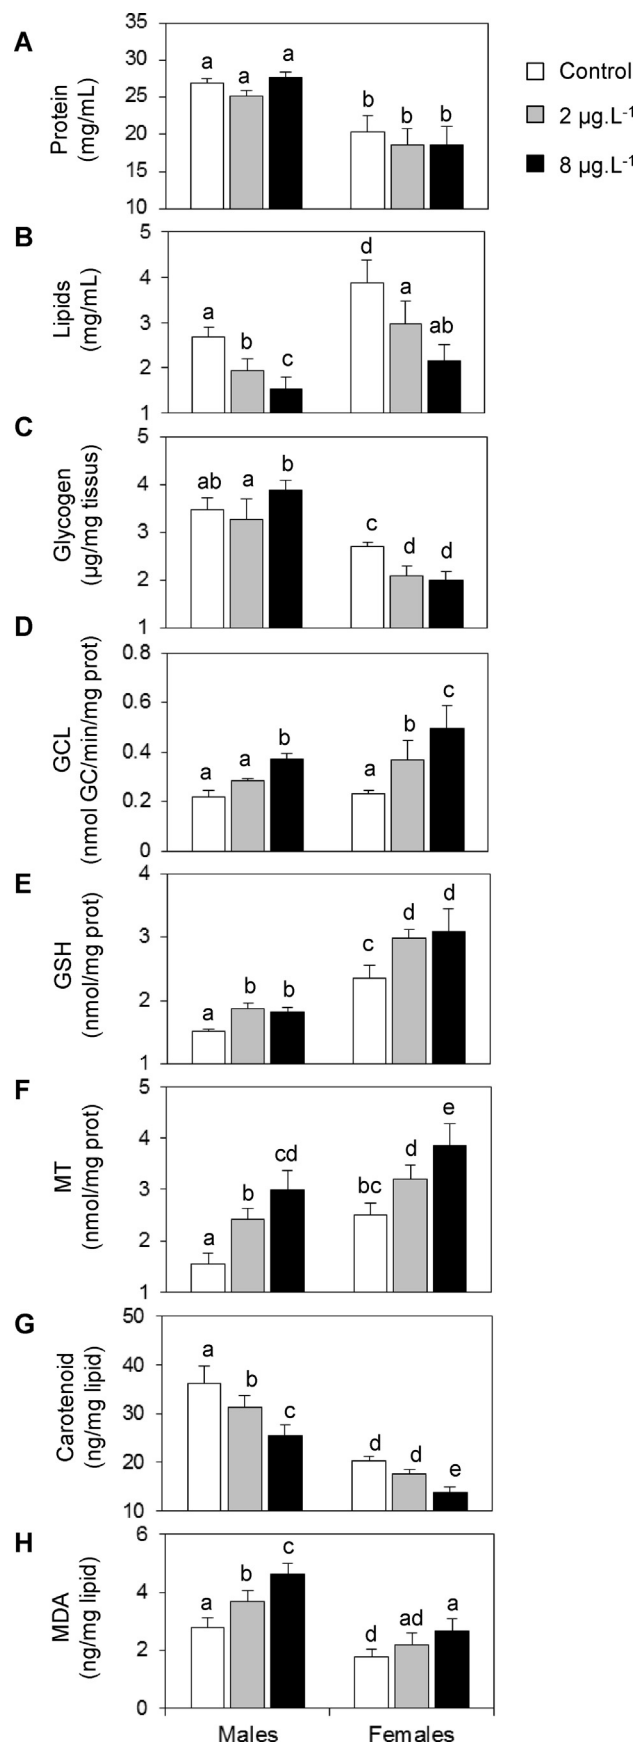 A
Protein
(mg/mL)
35
30
25
20
15
10
a
a
a
b
b
b
Control
2 µg.L-1
8 µg.L-1
B
Lipids
(mg/mL)
5
4
3
2
1
a
b
c
d
a
ab
C
Glycogen
(µg/mg tissus)
5
4
3
2
1
ab
a
b
c
d
d
D
GCL
(nmol GC/min/mg prot)
0.8
0.6
0.4
0.2
0
a
a
b
a
b
c
E
GSH
(nmol/mg prot)
4
3
2
1
a
b
b
c
d
d
F
MT
(nmol/mg prot)
5
4
3
2
1
a
b
cd
bc
d
e
G
Carotenoid
(ng/mg lipid)
50
40
30
20
10
a
b
c
d
d
e
H
MDA
(ng/mg lipid)
6
4
2
0
a
b
c
d
ad
a
Males
Females